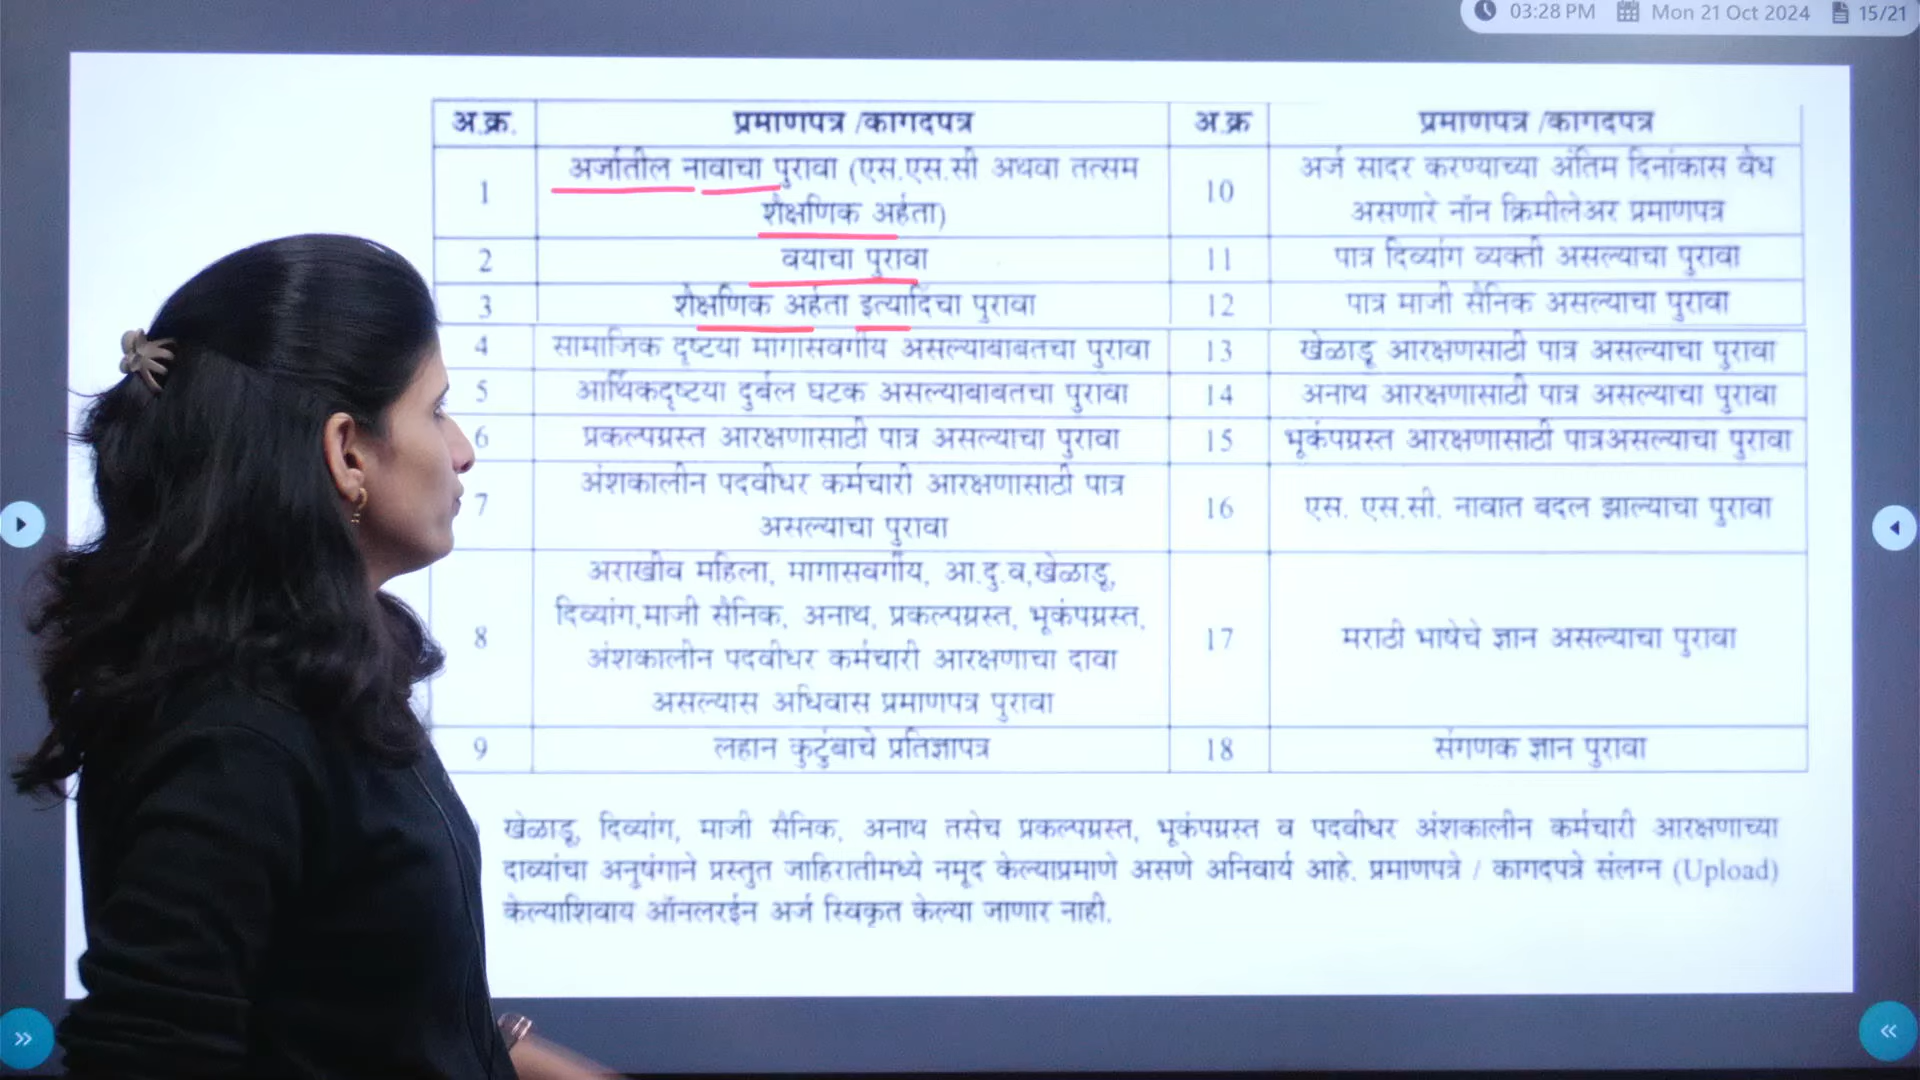 03:28 PM Mon 21 Oct 2024 15/21
अ.क्र. प्रमाणपत्र /कागदपत्र अ.क्र प्रमाणपत्र /कागदपत्र
1 अर्जातील नावाचा पुरावा (एस.एस.सी अथवा तत्सम
शैक्षणिक अर्हता)
10 अर्ज सादर करण्याच्या अंतिम दिनांकास वैध
असणारे नॉन क्रिमीलेअर प्रमाणपत्र
2 वयाचा पुरावा 11 पात्र दिव्यांग व्यक्ती असल्याचा पुरावा
3 शैक्षणिक अर्हता इत्यादिचा पुरावा 12 पात्र माजी सैनिक असल्याचा पुरावा
4 सामाजिक दृष्टया मागासवर्गीय असल्याबाबतचा पुरावा 13 खेळाडू आरक्षणसाठी पात्र असल्याचा पुरावा
5 आर्थिकदृष्टया दुर्बल घटक असल्याबाबतचा पुरावा 14 अनाथ आरक्षणासाठी पात्र असल्याचा पुरावा
6 प्रकल्पग्रस्त आरक्षणासाठी पात्र असल्याचा पुरावा 15 भूकंपग्रस्त आरक्षणासाठी पात्रअसल्याचा पुरावा
7 अंशकालीन पदवीधर कर्मचारी आरक्षणासाठी पात्र
असल्याचा पुरावा
16 एस. एस.सी. नावात बदल झाल्याचा पुरावा
8 अराखीव महिला, मागासवर्गीय, आ.दु.व,खेळाडू,
दिव्यांग,माजी सैनिक, अनाथ, प्रकल्पग्रस्त, भूकंपग्रस्त,
अंशकालीन पदवीधर कर्मचारी आरक्षणाचा दावा
असल्यास अधिवास प्रमाणपत्र पुरावा
17 मराठी भाषेचे ज्ञान असल्याचा पुरावा
9 लहान कुटुंबाचे प्रतिज्ञापत्र 18 संगणक ज्ञान पुरावा
खेळाडू, दिव्यांग, माजी सैनिक, अनाथ तसेच प्रकल्पग्रस्त, भूकंपग्रस्त व पदवीधर अंशकालीन कर्मचारी आरक्षणाच्या
दाव्यांचा अनुषंगाने प्रस्तुत जाहिरातीमध्ये नमूद केल्याप्रमाणे असणे अनिवार्य आहे. प्रमाणपत्रे / कागदपत्रे संलग्न (Upload)
केल्याशिवाय ऑनलरईन अर्ज स्विकृत केल्या जाणार नाही.